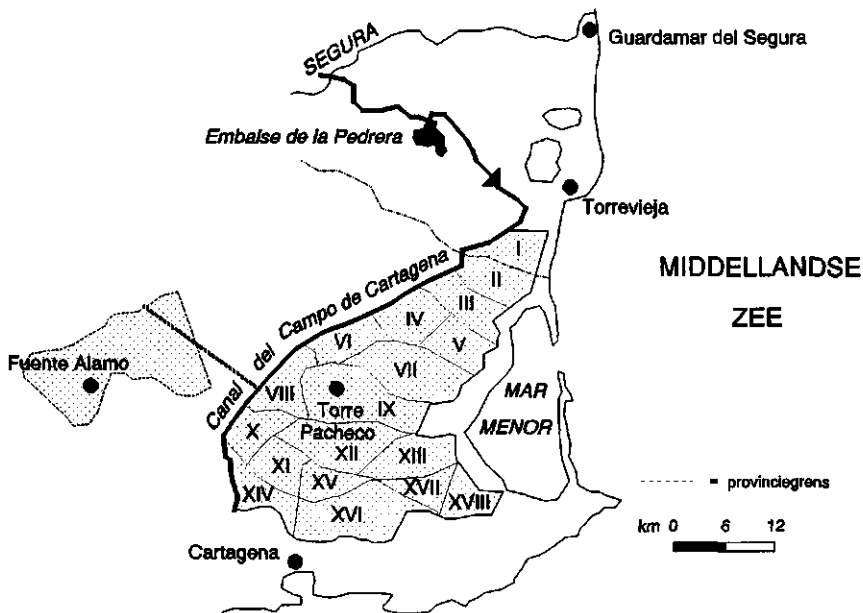 Guardamar del Segura
SEGURA
Embalse de la Pedrera
Torrevieja
MIDDELLANDSE
ZEE
Canal del Campo de Cartagena
I
II
III
IV
V
VI
VII
Fuente Alamo
VIII
Torre
Pacheco
IX
MAR
MENOR
X
XII
XIII
XI
XV
XVII
XIV
XVI
XVIII
provinciegrens
km 0 6 12
Cartagena